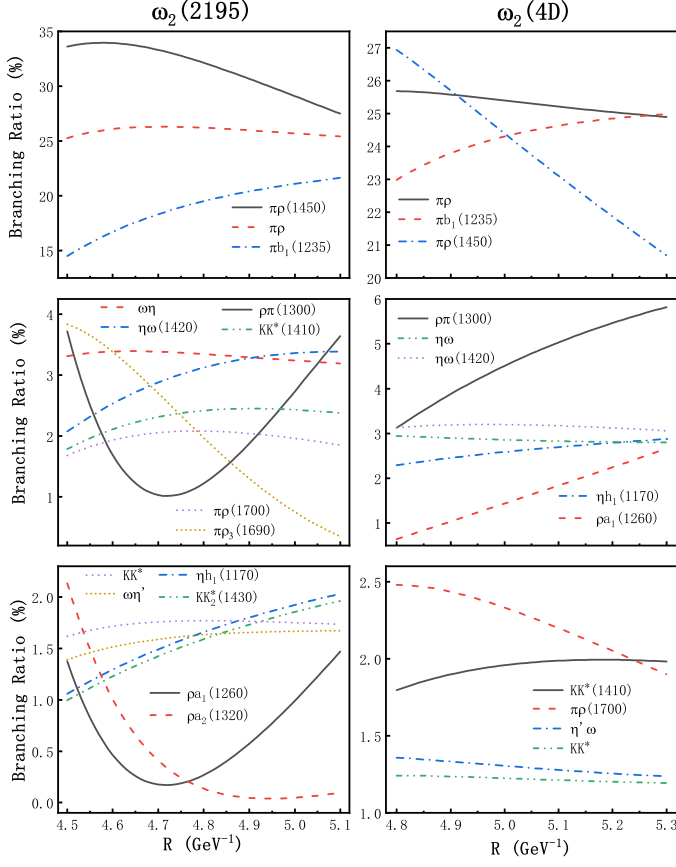 ω₂(2195)
ω₂(4D)
Branching Ratio (%)
35
30
25
20
15
πρ(1450)
πρ
πb₁(1235)
27
26
25
24
23
22
21
20
πρ
πb₁(1235)
πρ(1450)
Branching Ratio (%)
4
3
2
1
ωη
ρπ(1300)
ηω(1420)
KK*(1410)
πρ(1700)
πρ₃(1690)
6
5
4
3
2
1
ρπ(1300)
ηω
ηω(1420)
ηh₁(1170)
ρa₁(1260)
Branching Ratio (%)
2.0
1.5
1.0
0.5
0.0
KK*
ηh₁(1170)
ωη'
KK*₂(1430)
ρa₁(1260)
ρa₂(1320)
4.5 4.6 4.7 4.8 4.9 5.0 5.1
R (GeV⁻¹)
2.5
2.0
1.5
1.0
KK*(1410)
πρ(1700)
η'ω
KK*
4.8 4.9 5.0 5.1 5.2 5.3
R (GeV⁻¹)